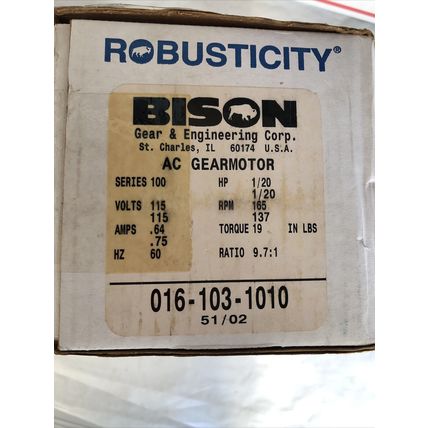 ROBUSTICITY®
BISON
Gear & Engineering Corp.
St. Charles, IL 60174 U.S.A.
AC GEARMOTOR
SERIES 100 HP 1/20
1/20
VOLTS 115 RPM 165
115 137
AMPS .64 TORQUE 19 IN LBS
.75
HZ 60 RATIO 9.7:1
016-103-1010
51/02